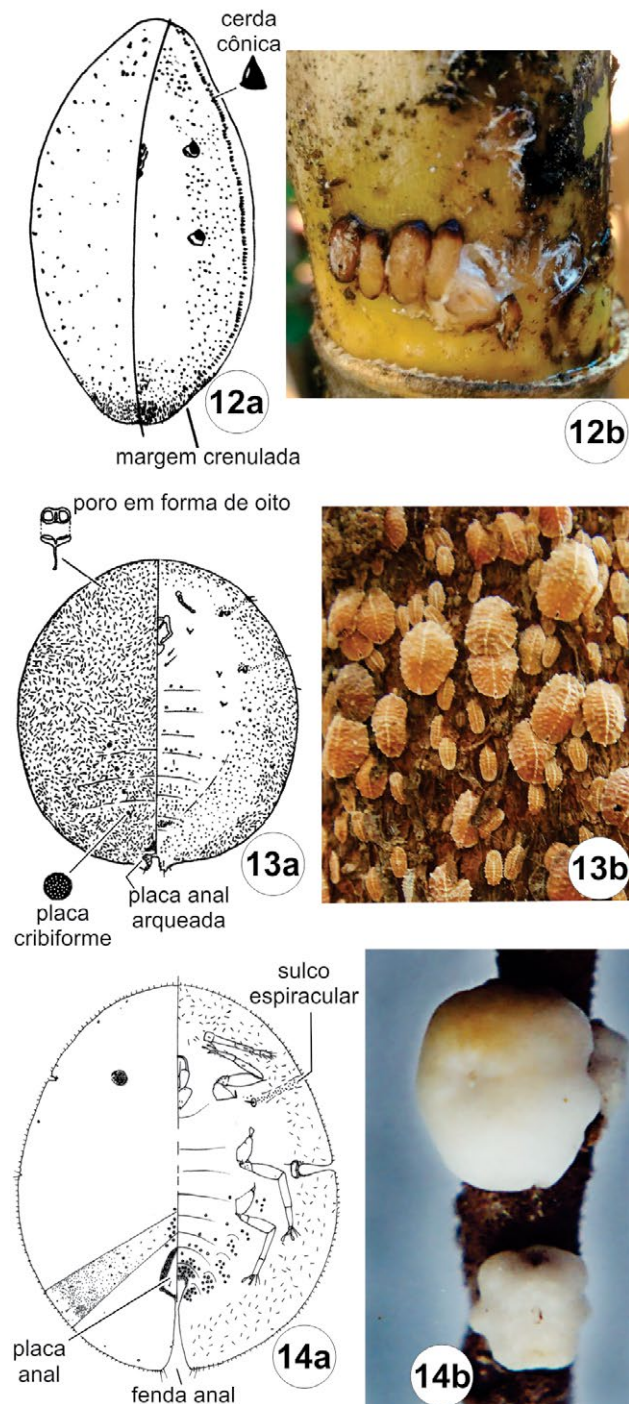 cerda
cônica
12a
12b
margem crenulada
poro em forma de oito
13a
13b
placa anal
arqueada
placa
cribiforme
sulco
espiracular
14a
14b
placa
anal
fenda anal